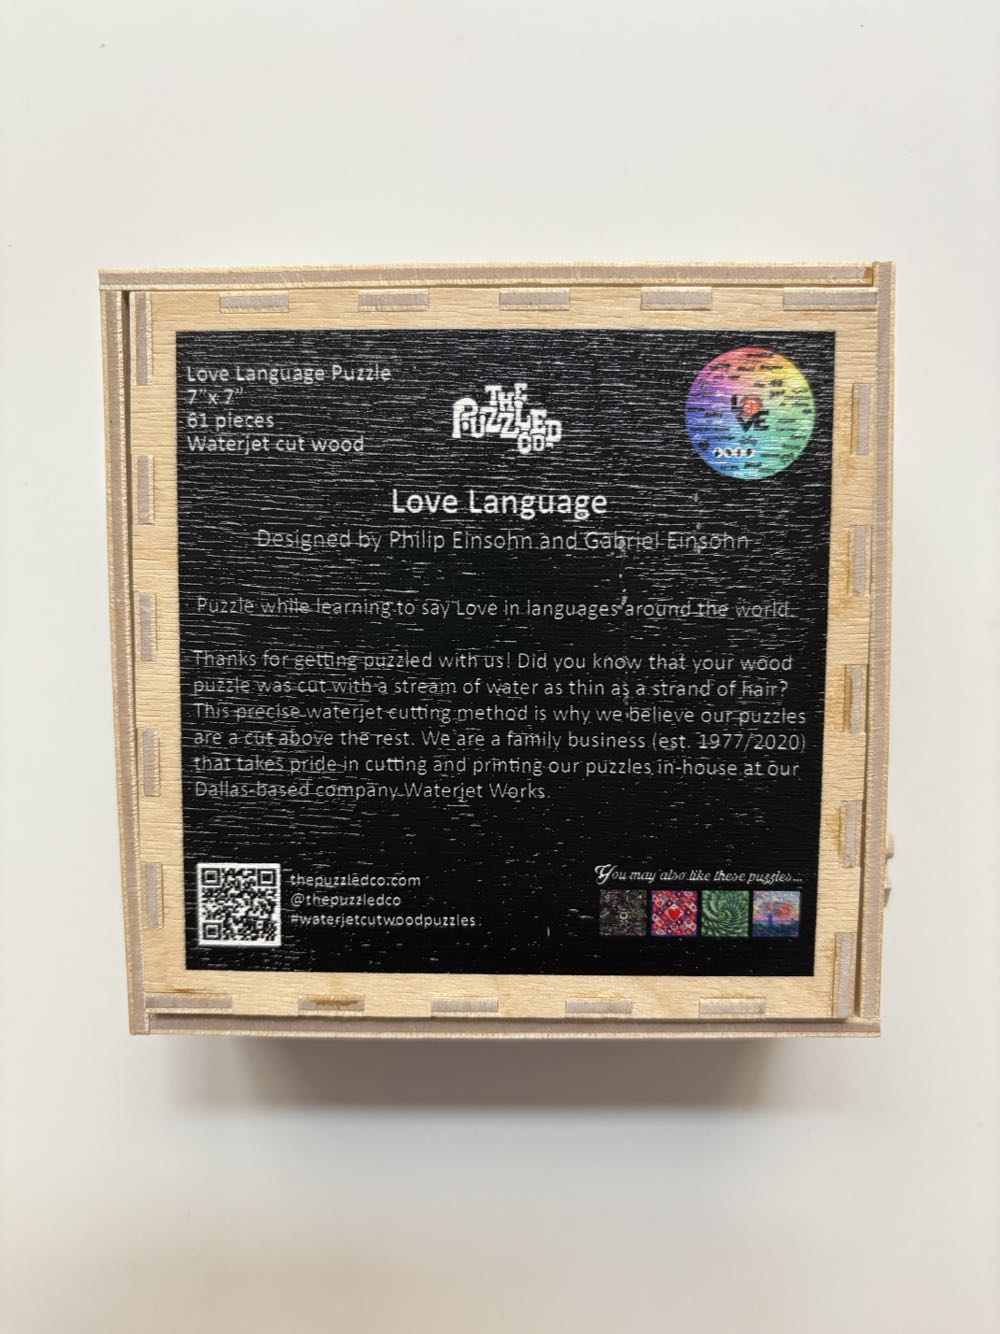 Love Language Puzzle
7" x 7"
61 pieces
Waterjet cut wood
THE
PUZZLED
CO.
LOVE
Love Language
Designed by Philip Einsohn and Gabriel Einsohn
Puzzle while learning to say Love in languages around the world.
Thanks for getting puzzled with us! Did you know that your wood
puzzle was cut with a stream of water as thin as a strand of hair?
This precise waterjet cutting method is why we believe our puzzles
are a cut above the rest. We are a family business (est. 1977/2020)
that takes pride in cutting and printing our puzzles in-house at our
Dallas-based company Waterjet Works.
thepuzzledco.com
@thepuzzledco
#waterjetcutwoodpuzzles
You may also like these puzzles...